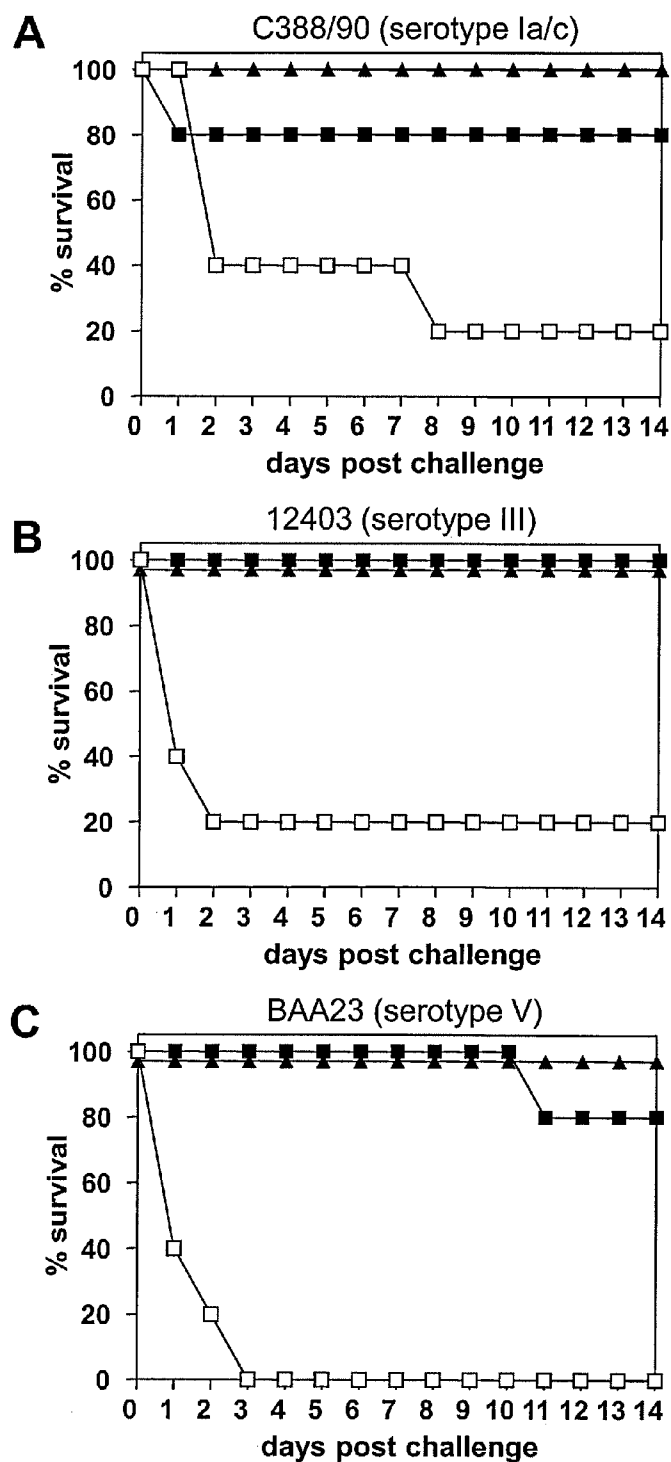 A
C388/90 (serotype Ia/c)
% survival
100
80
60
40
20
0
0 1 2 3 4 5 6 7 8 9 10 11 12 13 14
days post challenge
B
12403 (serotype III)
% survival
100
80
60
40
20
0
0 1 2 3 4 5 6 7 8 9 10 11 12 13 14
days post challenge
C
BAA23 (serotype V)
% survival
100
80
60
40
20
0
0 1 2 3 4 5 6 7 8 9 10 11 12 13 14
days post challenge